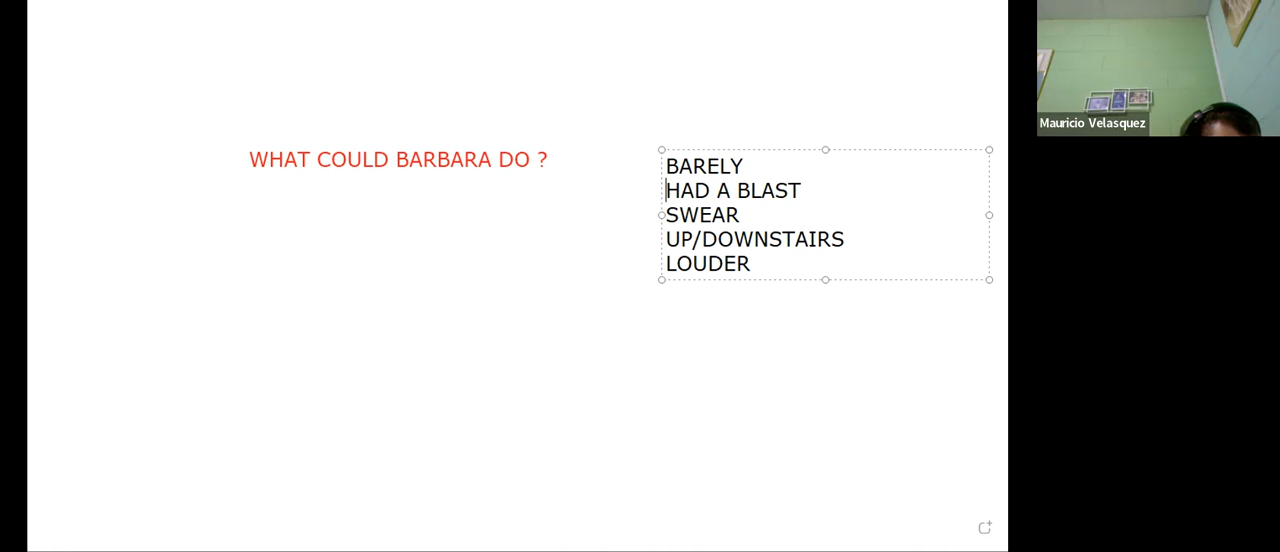 WHAT COULD BARBARA DO ?
BARELY
HAD A BLAST
SWEAR
UP/DOWNSTAIRS
LOUDER
Mauricio Velasquez